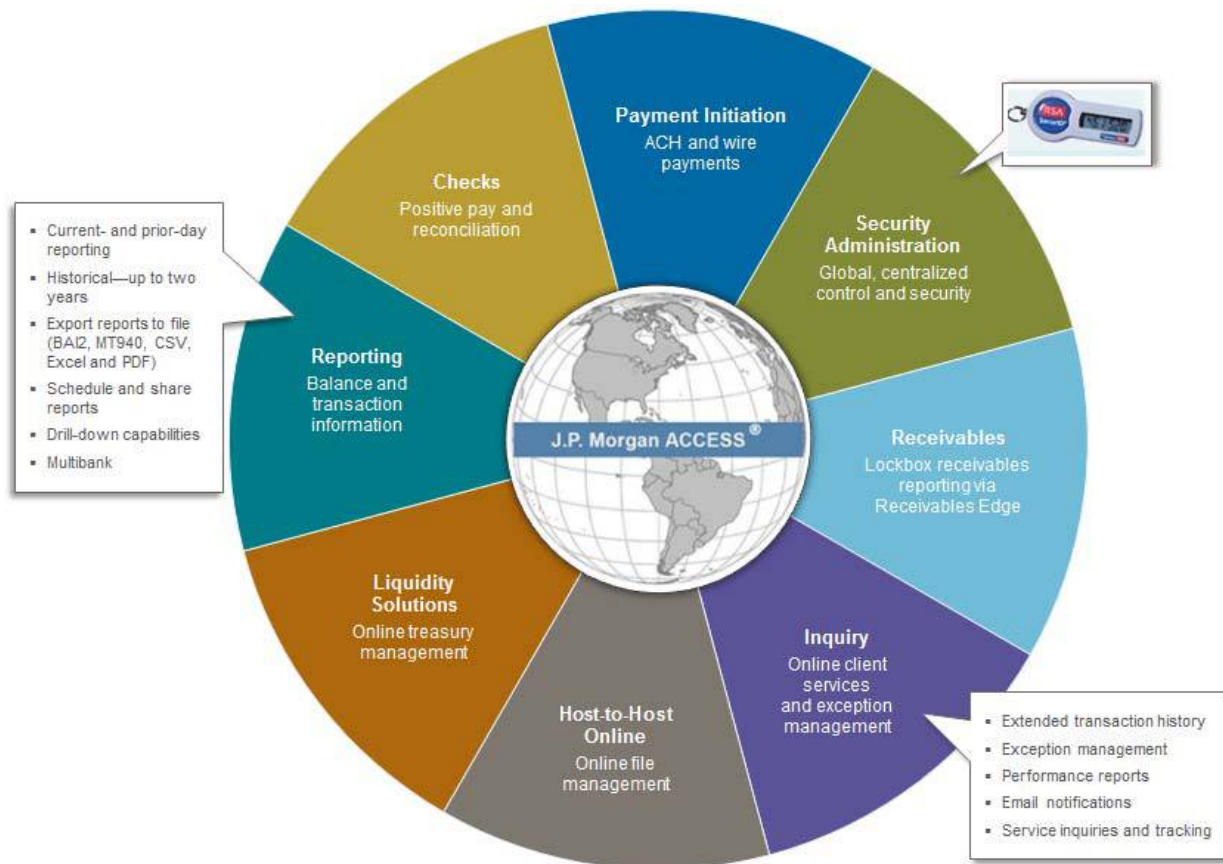 Payment Initiation
ACH and wire
payments
RSA
SecurID
Security
Administration
Global, centralized
control and security
Receivables
Lockbox receivables
reporting via
Receivables Edge
Inquiry
Online client
services
and exception
management
▪ Extended transaction history
▪ Exception management
▪ Performance reports
▪ Email notifications
▪ Service inquiries and tracking
Host-to-Host
Online
Online file
management
Liquidity
Solutions
Online treasury
management
Reporting
Balance and
transaction
information
▪ Current- and prior-day
reporting
▪ Historical—up to two
years
▪ Export reports to file
(BAI2, MT940, CSV,
Excel and PDF)
▪ Schedule and share
reports
▪ Drill-down capabilities
▪ Multibank
Checks
Positive pay and
reconciliation
J.P. Morgan ACCESS®